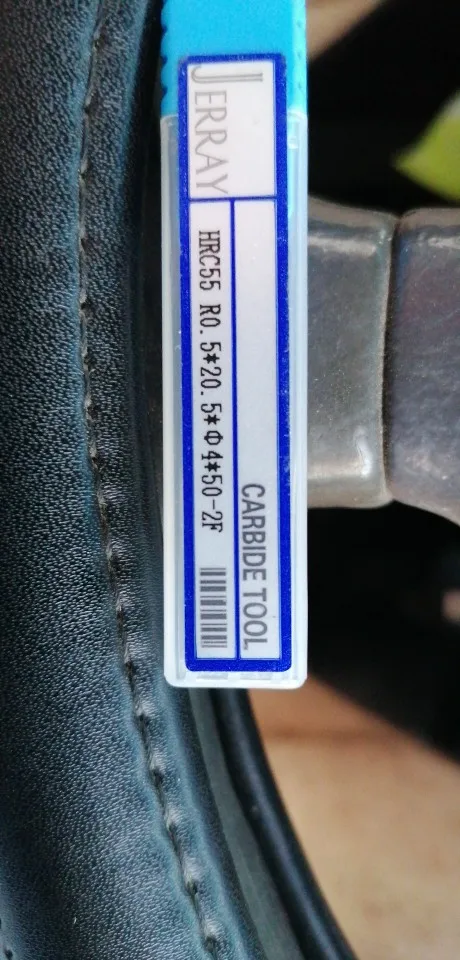 JERRAY
CARBIDE TOOL
HRC55 R0.5*20.5*Φ4*50-2F